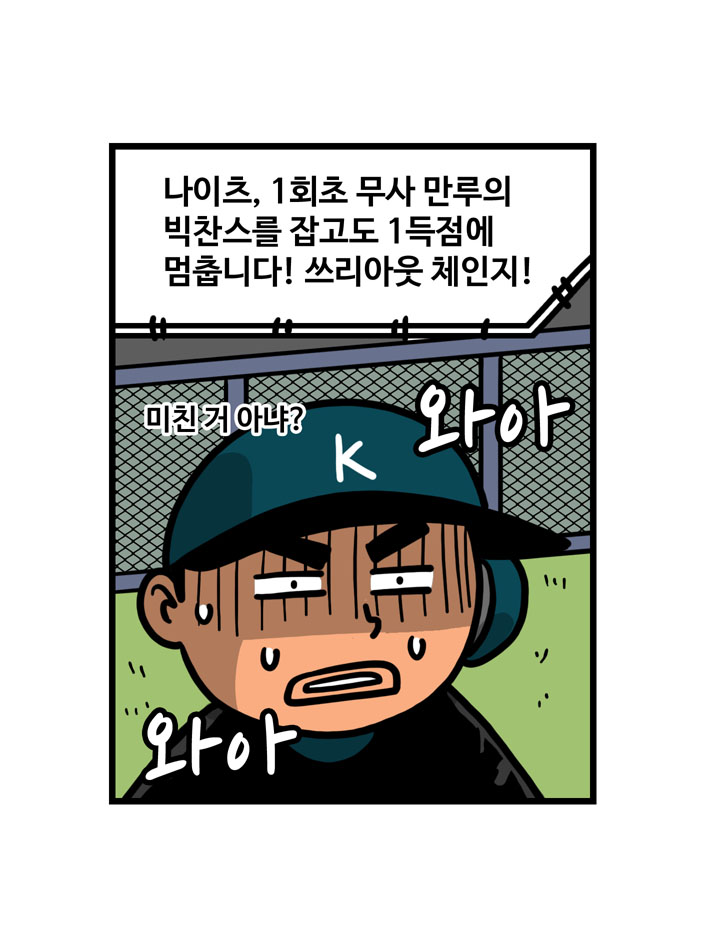 나이츠, 1회초 무사 만루의
빅찬스를 잡고도 1득점에
멈춥니다! 쓰리아웃 체인지!
미친 거 아냐?
와아
K
와아